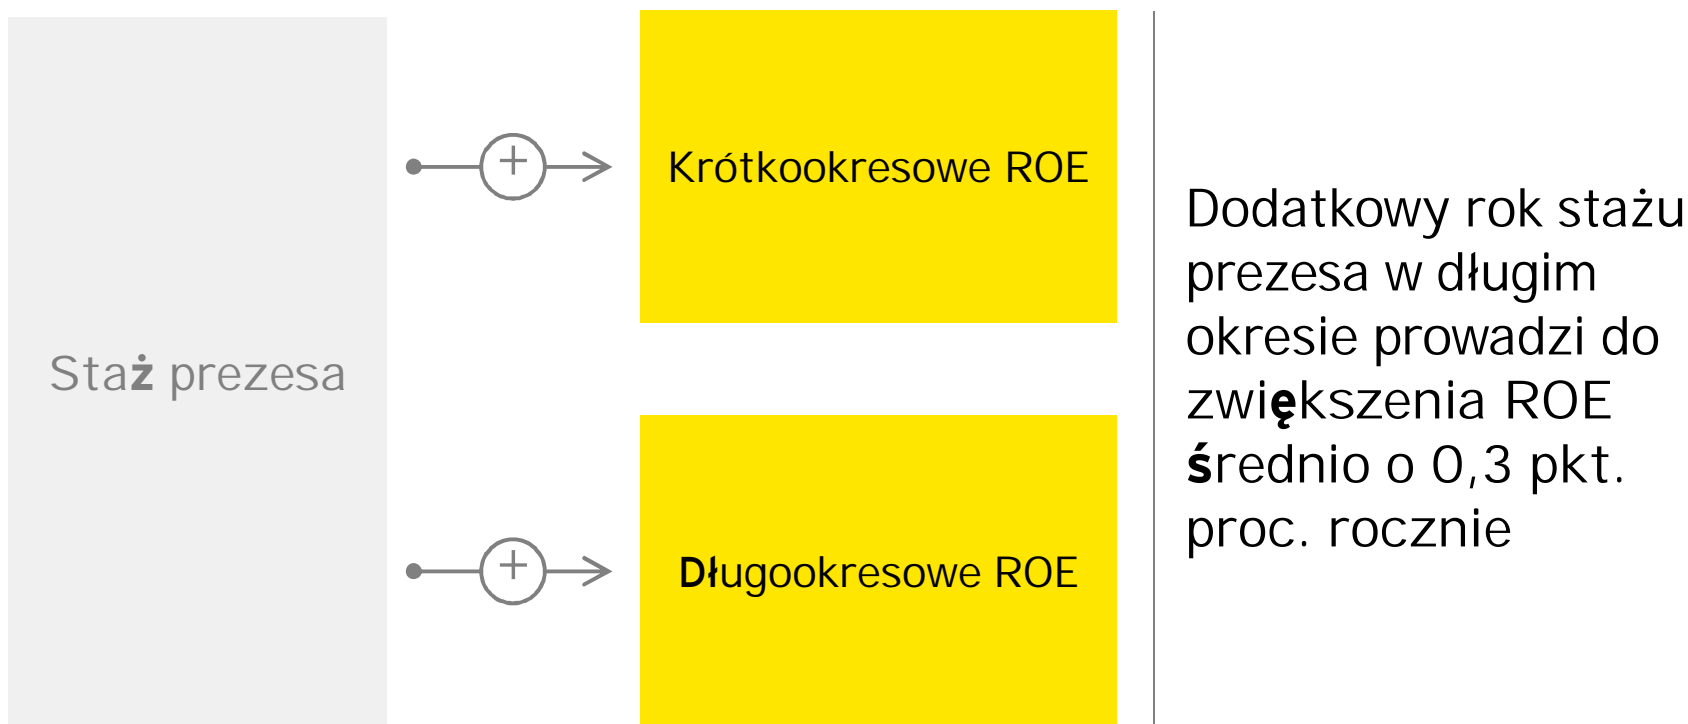 Staż prezesa
+
Krótkookresowe ROE
+
Długookresowe ROE
Dodatkowy rok stażu
prezesa w długim
okresie prowadzi do
zwiększenia ROE
średnio o 0,3 pkt.
proc. rocznie